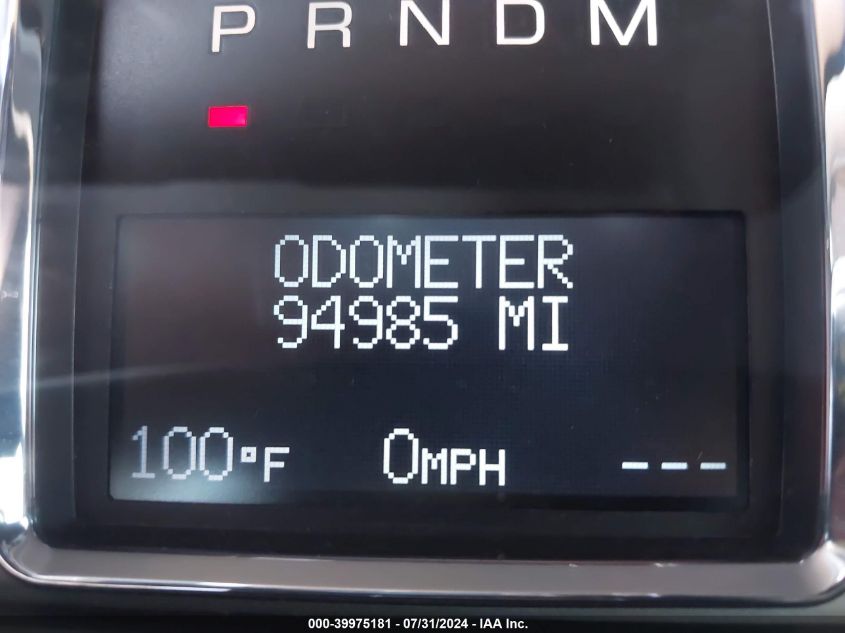 P R N D M
ODOMETER
94985 MI
100°F 0MPH ---
000-39975181 - 07/31/2024 - IAA Inc.